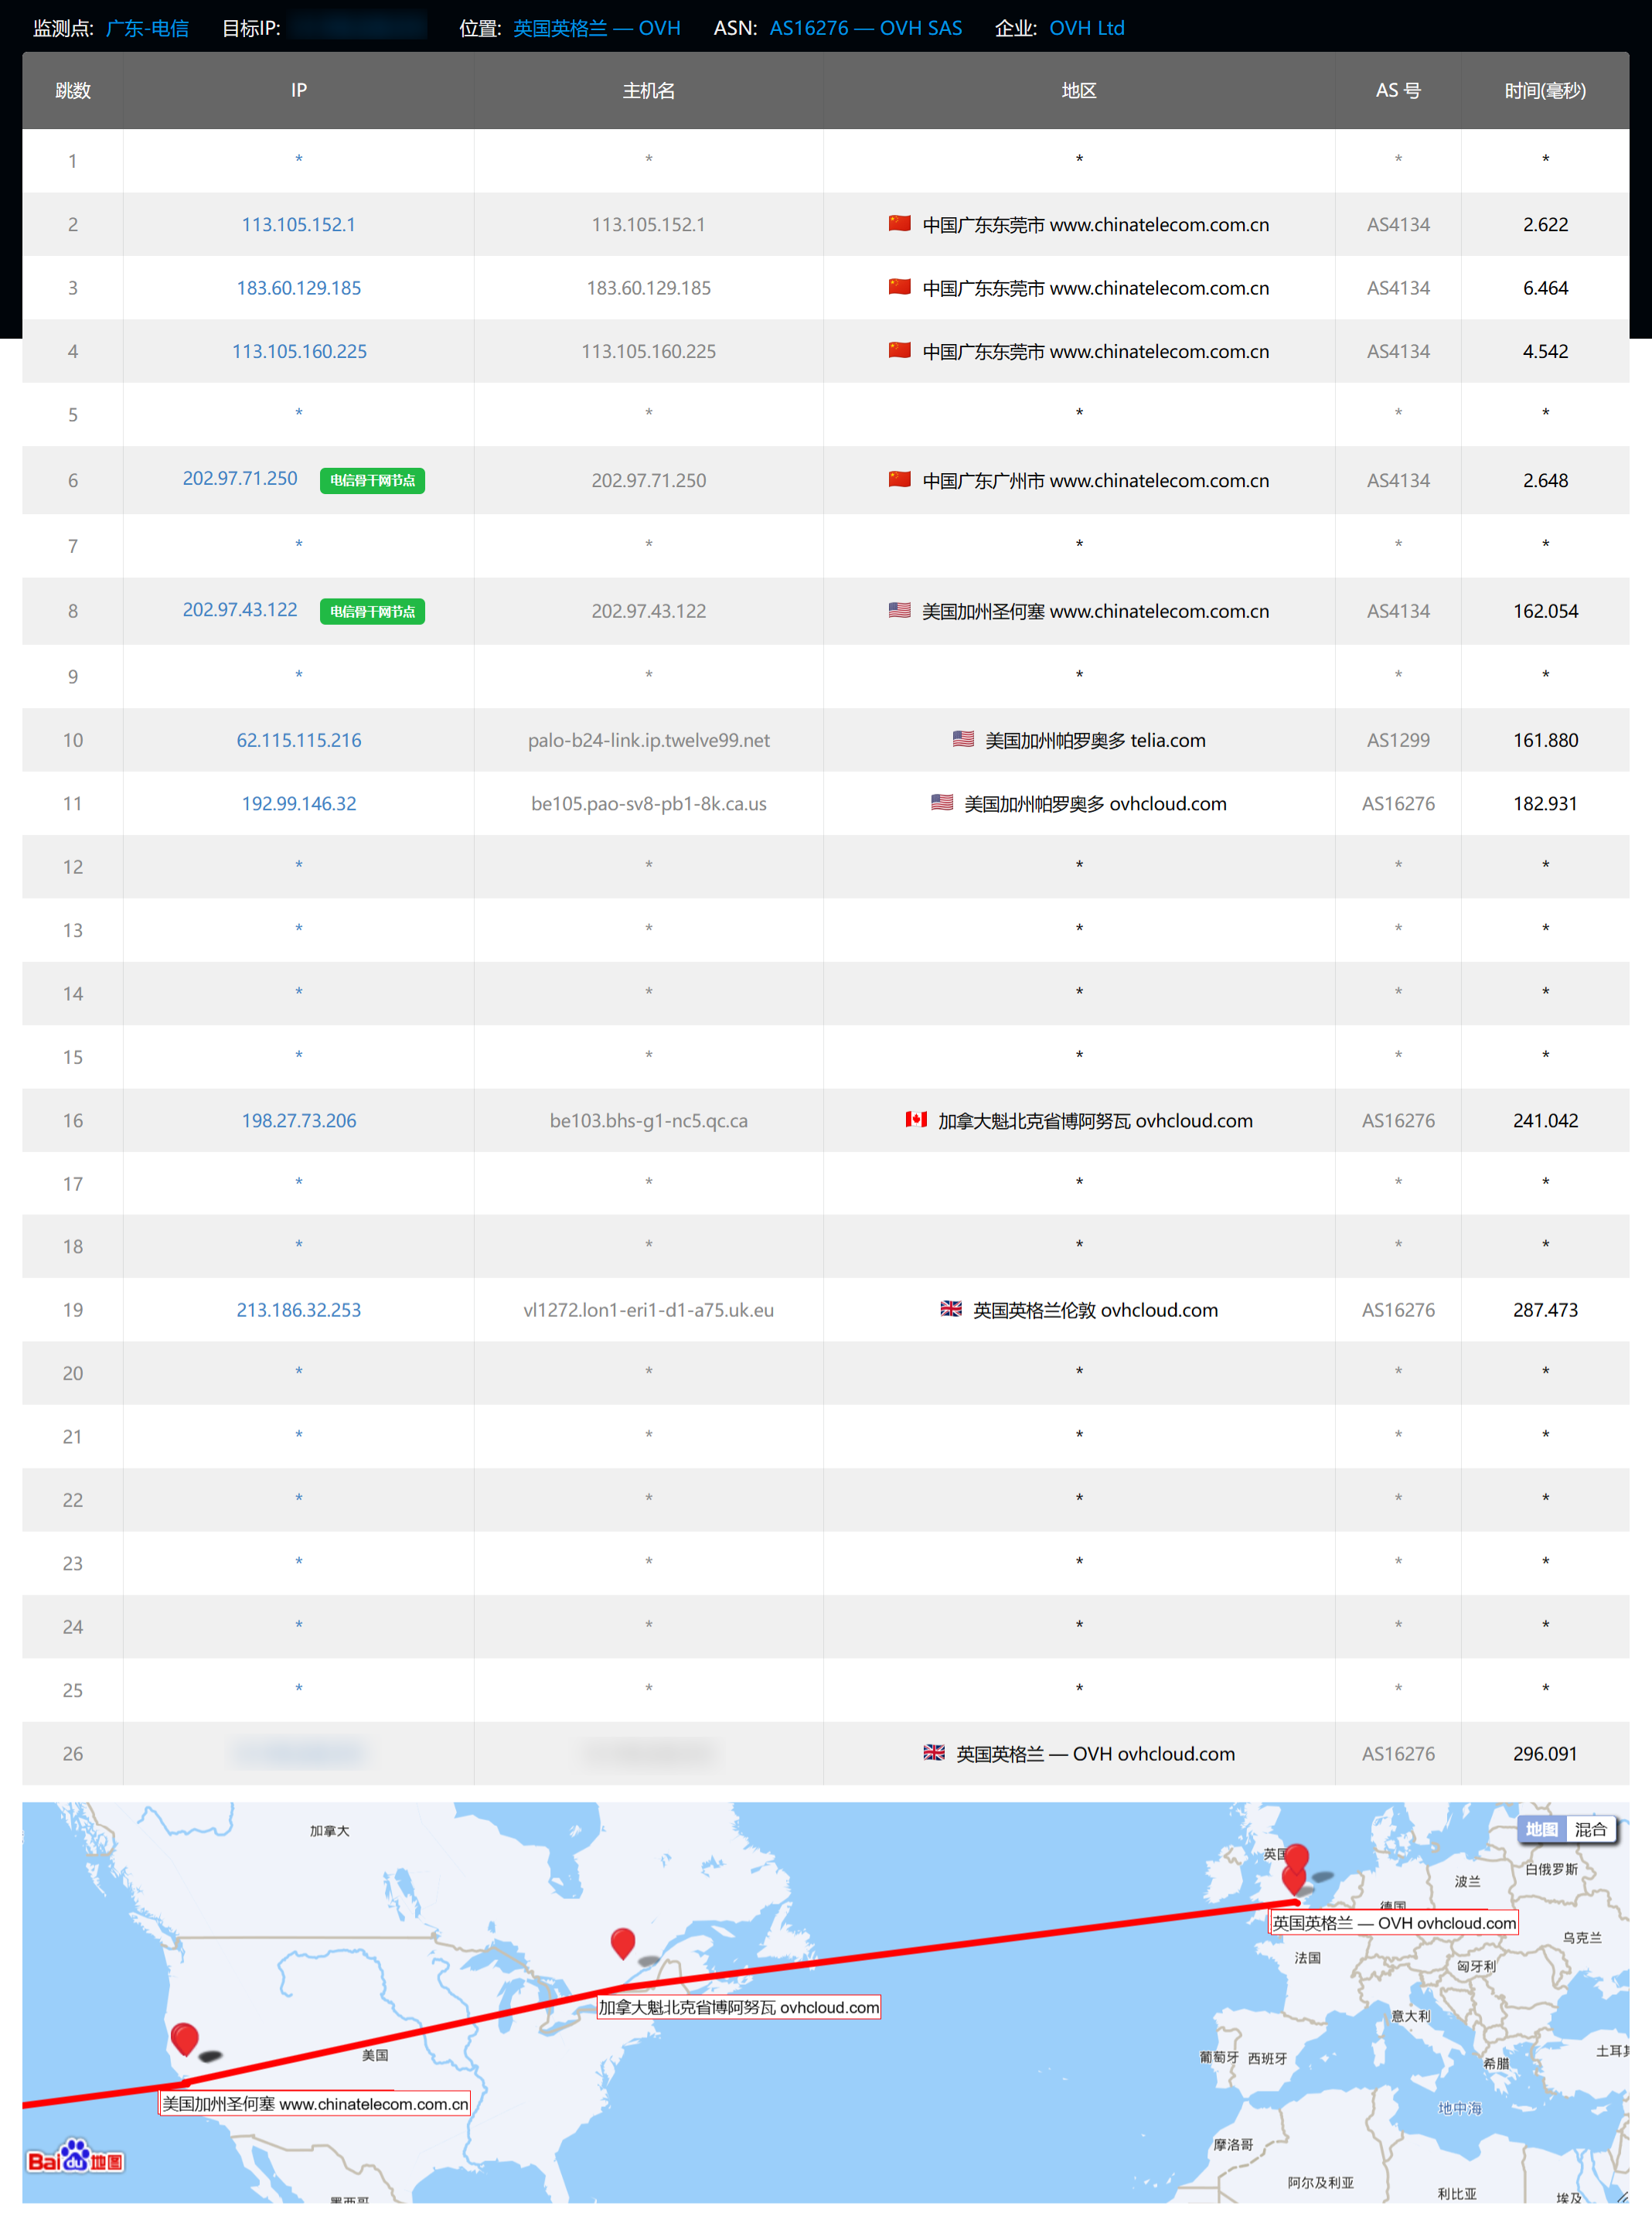 监测点: 广东-电信 目标IP: 位置: 英国英格兰 — OVH ASN: AS16276 — OVH SAS 企业: OVH Ltd
跳数 IP 主机名 地区 AS 号 时间(毫秒)
1 * * * * *
2 113.105.152.1 113.105.152.1 中国广东东莞市 www.chinatelecom.com.cn AS4134 2.622
3 183.60.129.185 183.60.129.185 中国广东东莞市 www.chinatelecom.com.cn AS4134 6.464
4 113.105.160.225 113.105.160.225 中国广东东莞市 www.chinatelecom.com.cn AS4134 4.542
5 * * * * *
6 202.97.71.250 电信骨干网节点 202.97.71.250 中国广东广州市 www.chinatelecom.com.cn AS4134 2.648
7 * * * * *
8 202.97.43.122 电信骨干网节点 202.97.43.122 美国加州圣何塞 www.chinatelecom.com.cn AS4134 162.054
9 * * * * *
10 62.115.115.216 palo-b24-link.ip.twelve99.net 美国加州帕罗奥多 telia.com AS1299 161.880
11 192.99.146.32 be105.pao-sv8-pb1-8k.ca.us 美国加州帕罗奥多 ovhcloud.com AS16276 182.931
12 * * * * *
13 * * * * *
14 * * * * *
15 * * * * *
16 198.27.73.206 be103.bhs-g1-nc5.qc.ca 加拿大魁北克省博阿努瓦 ovhcloud.com AS16276 241.042
17 * * * * *
18 * * * * *
19 213.186.32.253 vl1272.lon1-eri1-d1-a75.uk.eu 英国英格兰伦敦 ovhcloud.com AS16276 287.473
20 * * * * *
21 * * * * *
22 * * * * *
23 * * * * *
24 * * * * *
25 * * * * *
26 英国英格兰 — OVH ovhcloud.com AS16276 296.091
加拿大
地图 混合
英国
白俄罗斯
波兰
德国
英国英格兰 — OVH ovhcloud.com
乌克兰
法国
匈牙利
加拿大魁北克省博阿努瓦 ovhcloud.com
意大利
美国
葡萄牙 西班牙
希腊
土耳其
美国加州圣何塞 www.chinatelecom.com.cn
地中海
摩洛哥
Bai du 地图
阿尔及利亚
利比亚
埃及
墨西哥